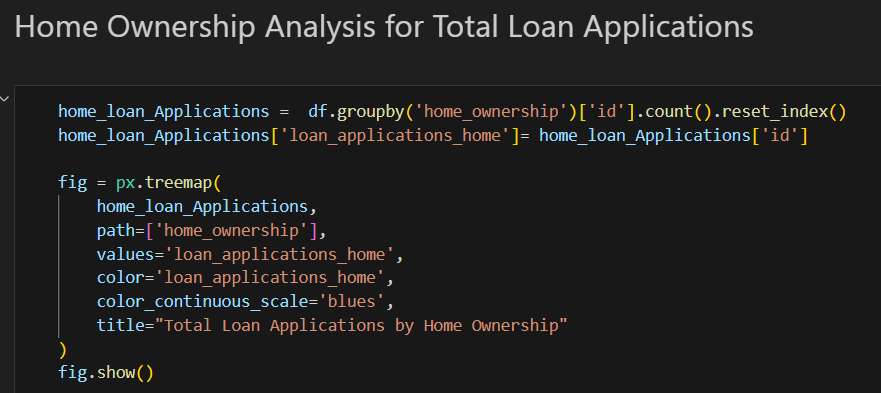 Home Ownership Analysis for Total Loan Applications
home_loan_Applications =  df.groupby('home_ownership')['id'].count().reset_index()
home_loan_Applications['loan_applications_home']= home_loan_Applications['id']
fig = px.treemap(
    home_loan_Applications,
    path=['home_ownership'],
    values='loan_applications_home',
    color='loan_applications_home',
    color_continuous_scale='blues',
    title="Total Loan Applications by Home Ownership"
)
fig.show()